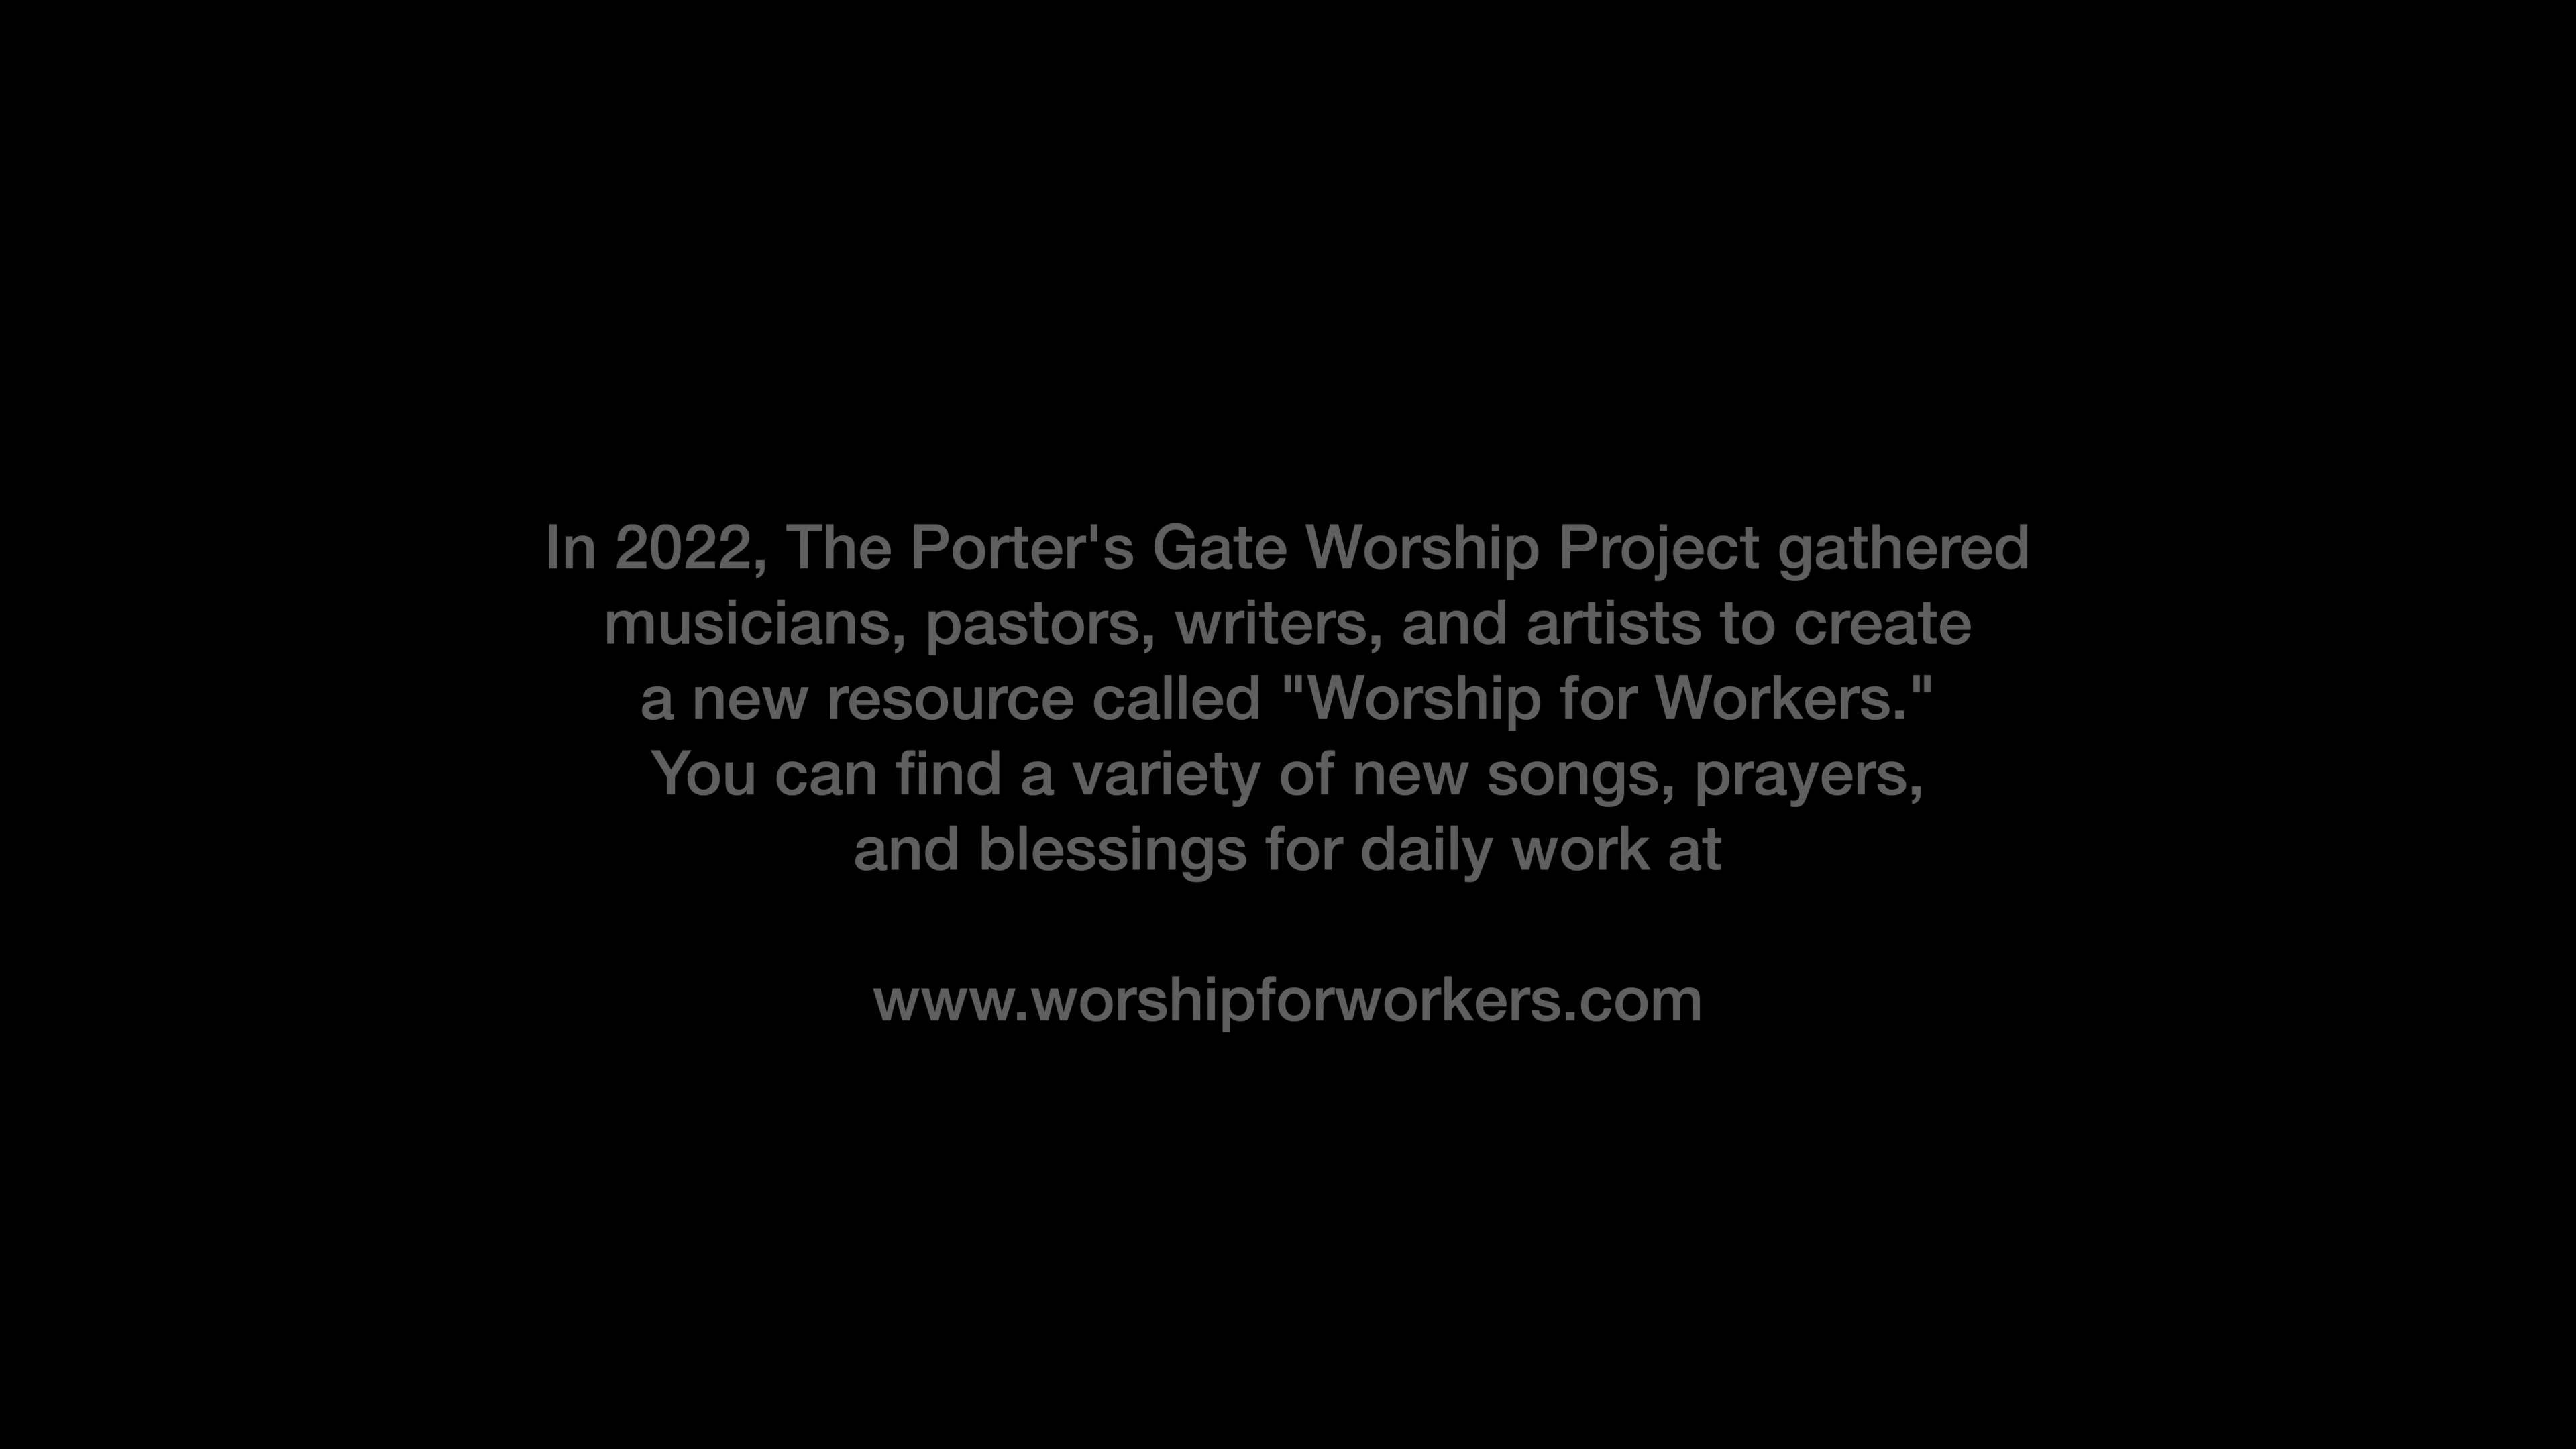 In 2022, The Porter's Gate Worship Project gathered
musicians, pastors, writers, and artists to create
a new resource called "Worship for Workers."
You can find a variety of new songs, prayers,
and blessings for daily work at
www.worshipforworkers.com